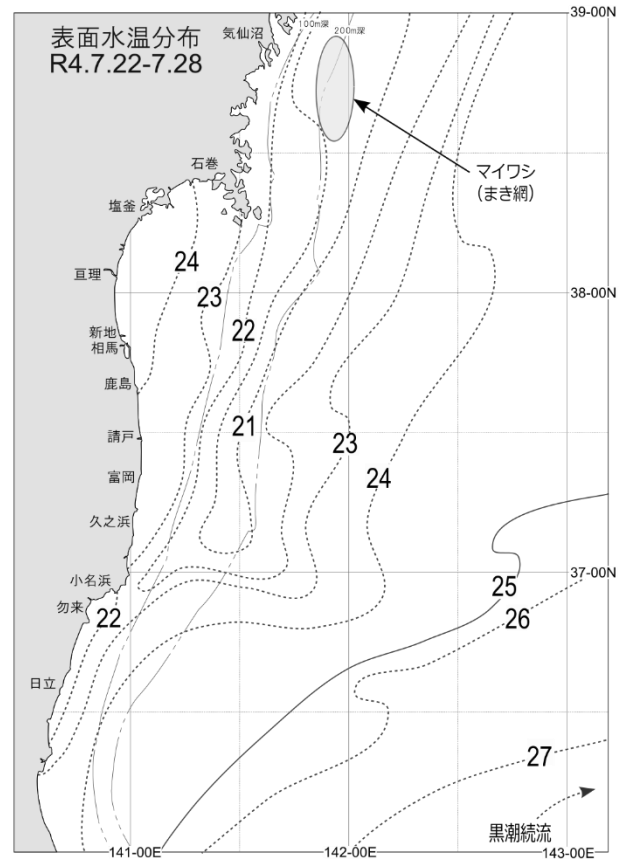 表面水温分布
R4.7.22-7.28
気仙沼
100m深
200m深
39-00N
マイワシ
(まき網)
石巻
塩釜
亘理
24
23
22
38-00N
新地
相馬
鹿島
請戸
21
23
24
富岡
久之浜
小名浜
37-00N
勿来
22
25
26
日立
27
黒潮続流
141-00E
142-00E
143-00E